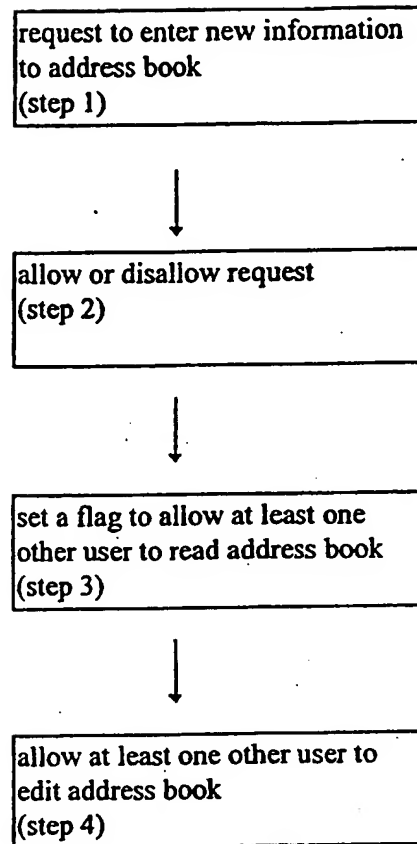 request to enter new information
to address book
(step 1)
allow or disallow request
(step 2)
set a flag to allow at least one
other user to read address book
(step 3)
allow at least one other user to
edit address book
(step 4)